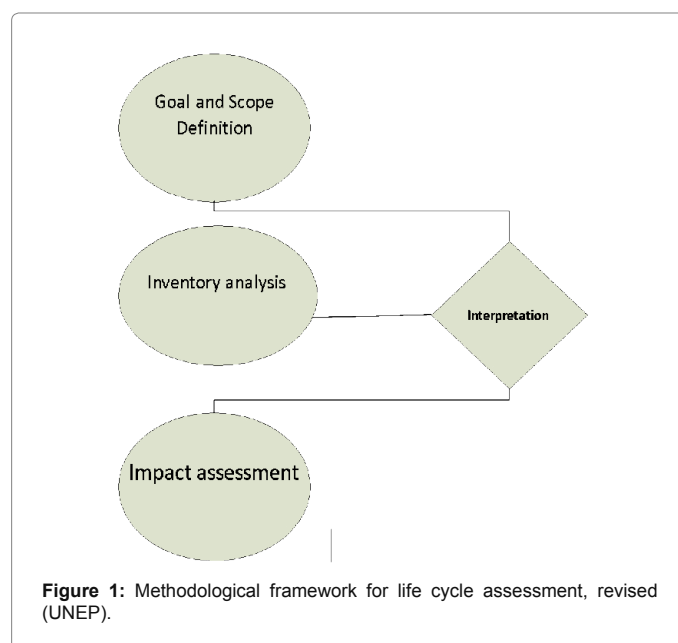 Goal and Scope
Definition
Inventory analysis
Interpretation
Impact assessment
Figure 1: Methodological framework for life cycle assessment, revised
(UNEP).